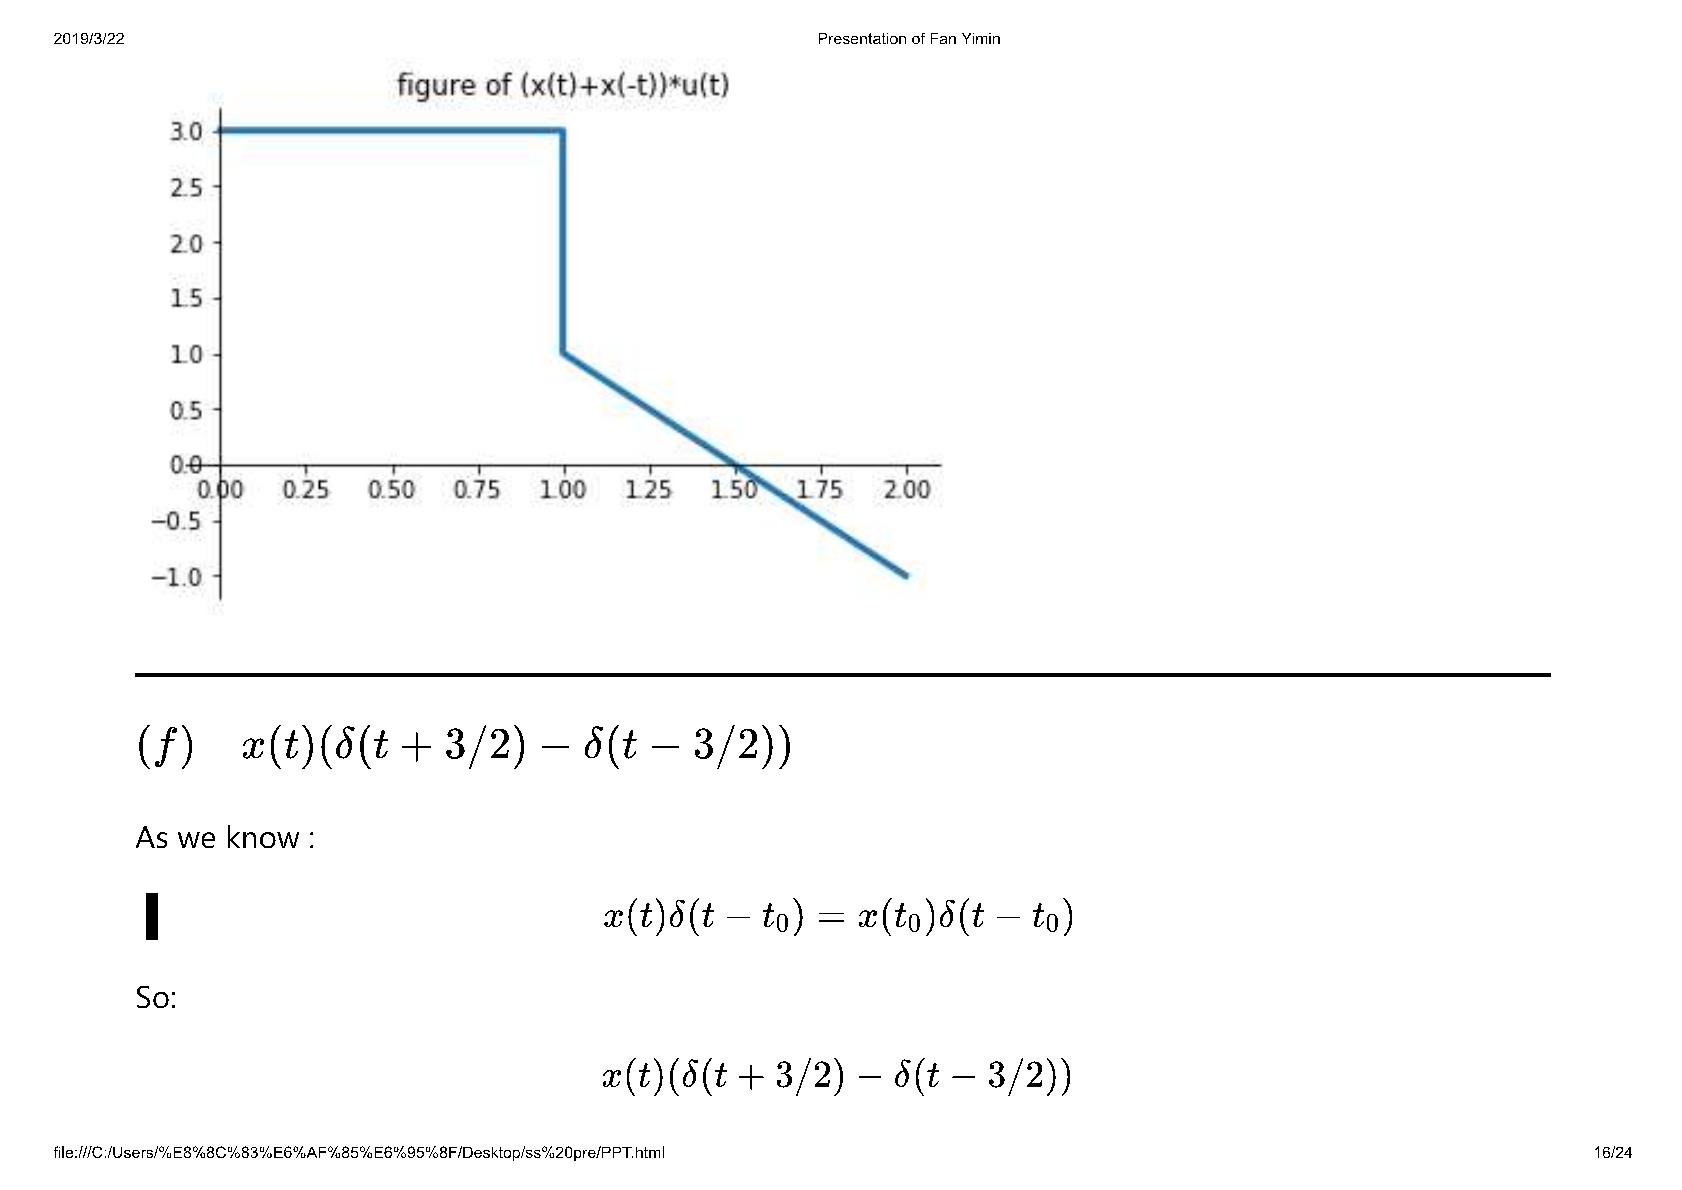 2019/3/22 Presentation of Fan Yimin
figure of (x(t)+x(-t))*u(t)
3.0
2.5
2.0
1.5
1.0
0.5
0.0
0.00 0.25 0.50 0.75 1.00 1.25 1.50 1.75 2.00
−0.5
−1.0
(f) x(t)(δ(t + 3/2) − δ(t − 3/2))
As we know :
x(t)δ(t − t₀) = x(t₀)δ(t − t₀)
So:
x(t)(δ(t + 3/2) − δ(t − 3/2))
file:///C:/Users/%E8%8C%83%E6%AF%85%E6%95%8F/Desktop/ss%20pre/PPT.html 16/24